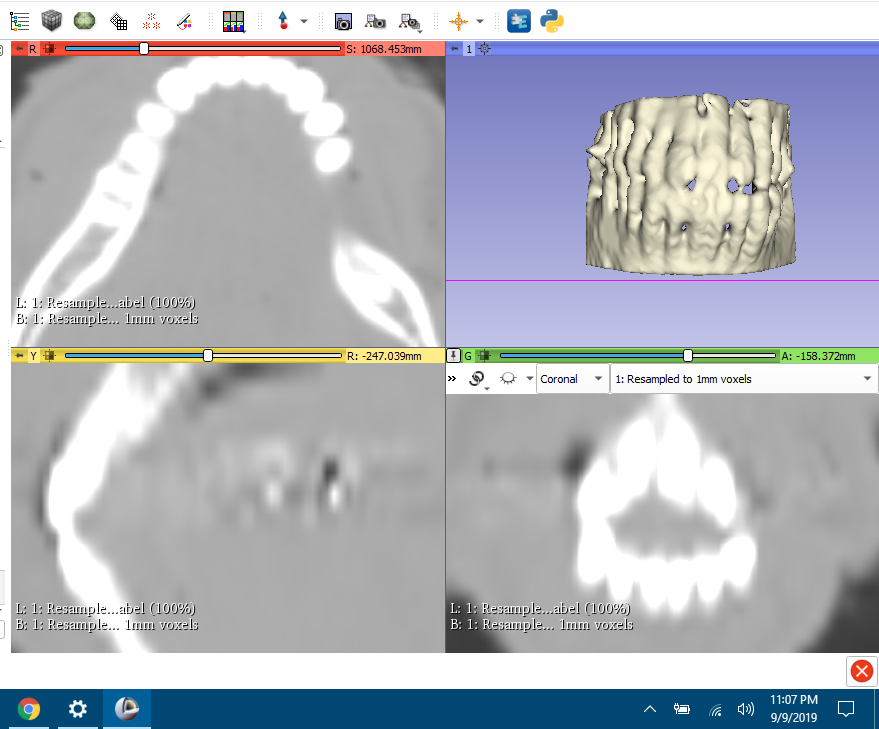 R
S: 1068.453mm
1
L: 1: Resample...abel (100%)
B: 1: Resample... 1mm voxels
Y
R: -247.039mm
G
A: -158.372mm
Coronal
1: Resampled to 1mm voxels
L: 1: Resample...abel (100%)
B: 1: Resample... 1mm voxels
L: 1: Resample...abel (100%)
B: 1: Resample... 1mm voxels
11:07 PM
9/9/2019